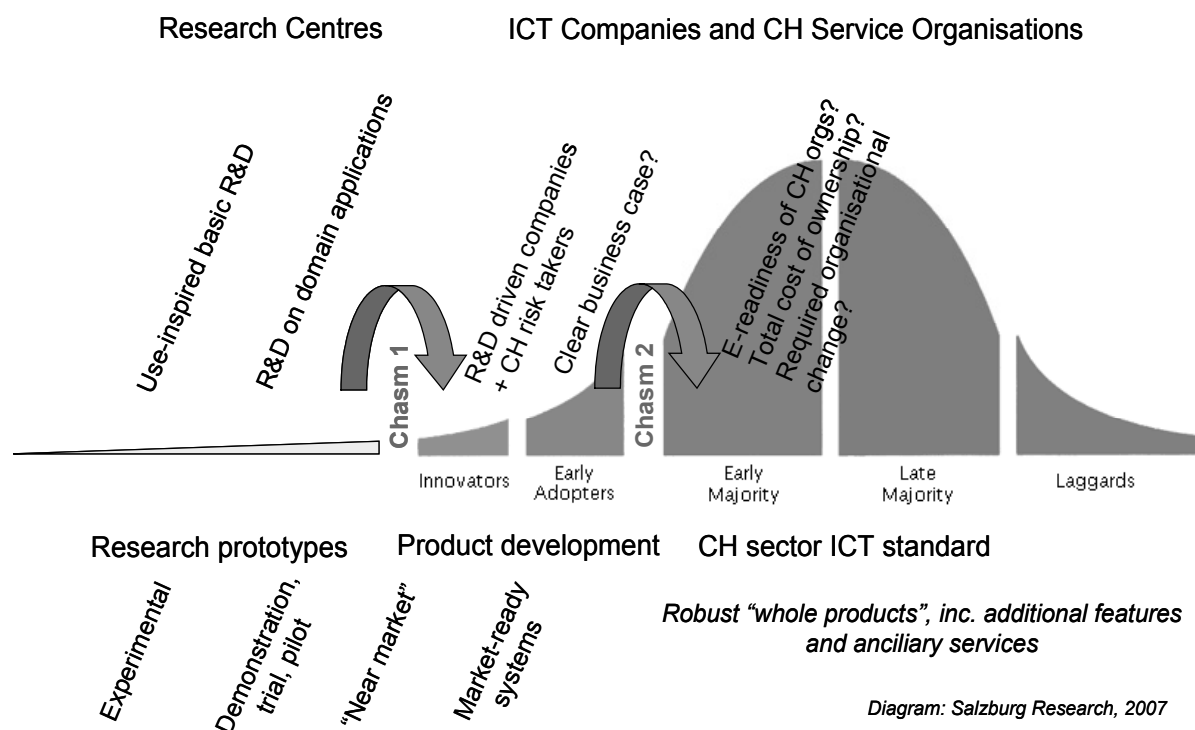 Research Centres
ICT Companies and CH Service Organisations
Use-inspired basic R&D
R&D on domain applications
Chasm 1
R&D driven companies
+ CH risk takers
Clear business case?
Chasm 2
E-readiness of CH orgs?
Total cost of ownership?
Required organisational
change?
Innovators
Early
Adopters
Early
Majority
Late
Majority
Laggards
Research prototypes
Product development
CH sector ICT standard
Experimental
Demonstration,
trial, pilot
“Near market”
Market-ready
systems
Robust “whole products”, inc. additional features
and anciliary services
Diagram: Salzburg Research, 2007